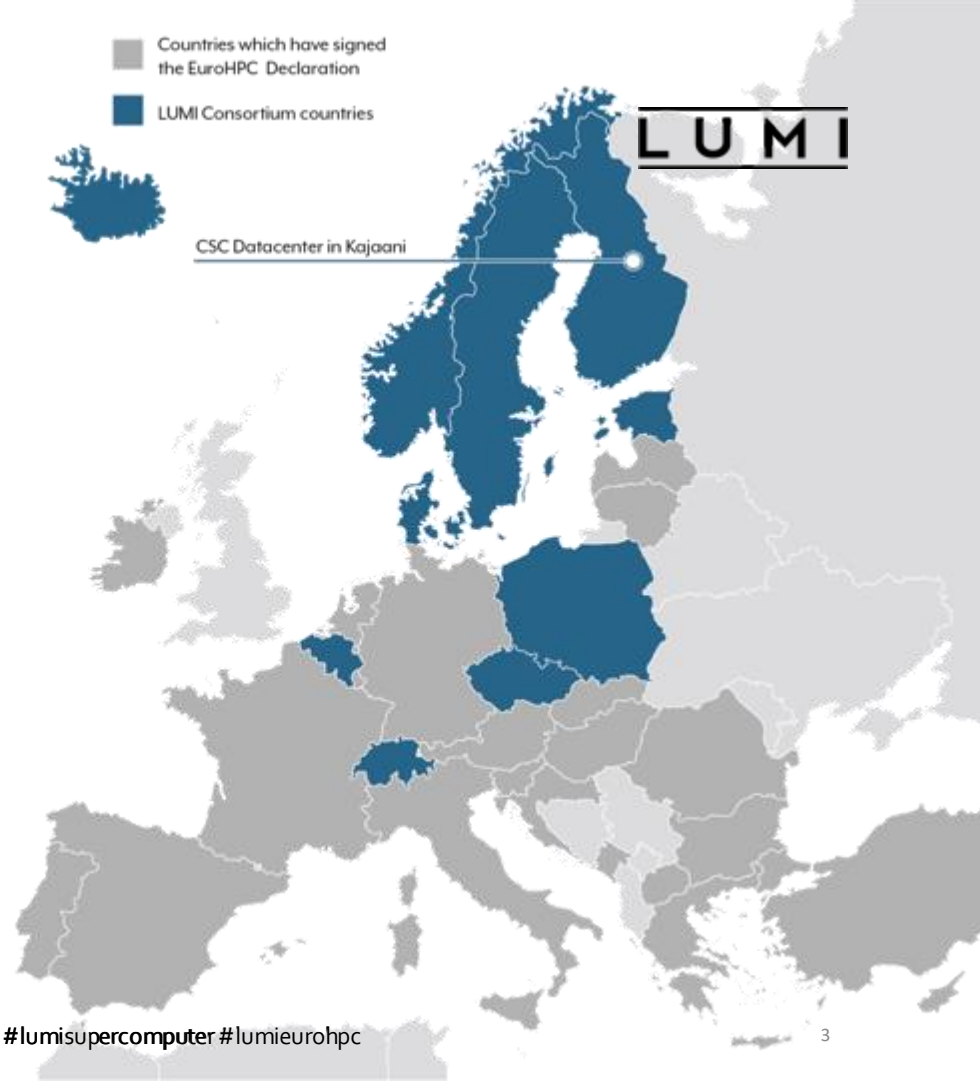 Countries which have signed
the EuroHPC Declaration
LUMI Consortium countries
LUMI
CSC Datacenter in Kajaani
#lumisupercomputer #lumieurohpc
3